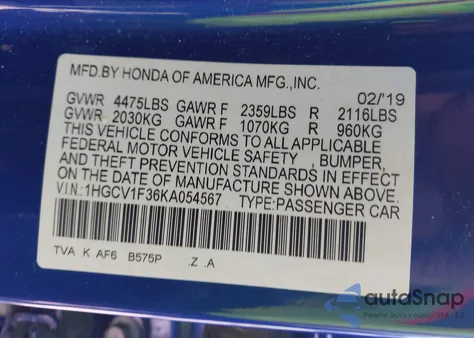 MFD.BY HONDA OF AMERICA MFG.,INC.
02/'19
GVWR 4475LBS GAWR F 2359LBS R 2116LBS
GVWR 2030KG GAWR F 1070KG R 960KG
THIS VEHICLE CONFORMS TO ALL APPLICABLE
FEDERAL MOTOR VEHICLE SAFETY , BUMPER,
AND THEFT PREVENTION STANDARDS IN EFFECT
ON THE DATE OF MANUFACTURE SHOWN ABOVE.
V.I.N:1HGCV1F36KA054567 TYPE:PASSENGER CAR
TVA K AF6 B575P .Z .A
autoSnap